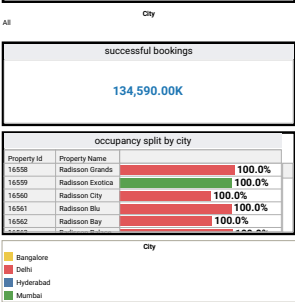 City
All
successful bookings
134,590.00K
occupancy split by city
Property Id Property Name
16558 Radisson Grands 100.0%
16559 Radisson Exotica 100.0%
16560 Radisson City 100.0%
16561 Radisson Blu 100.0%
16562 Radisson Bay 100.0%
City
Bangalore
Delhi
Hyderabad
Mumbai